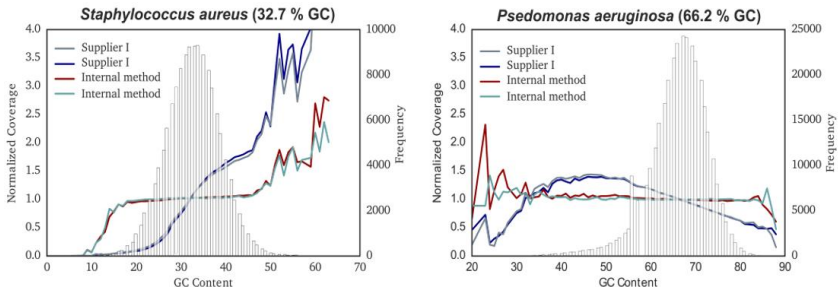 Staphylococcus aureus (32.7 % GC)
4.0
3.5
3.0
2.5
2.0
1.5
1.0
0.5
0.0
Normalized Coverage
Supplier I
Supplier I
Internal method
Internal method
10000
8000
6000
4000
2000
0
Frequency
0 10 20 30 40 50 60 70
GC Content
Psedomonas aeruginosa (66.2 % GC)
4.0
3.5
3.0
2.5
2.0
1.5
1.0
0.5
0.0
Normalized Coverage
Supplier I
Supplier I
Internal method
Internal method
25000
20000
15000
10000
5000
0
Frequency
20 30 40 50 60 70 80 90
GC Content